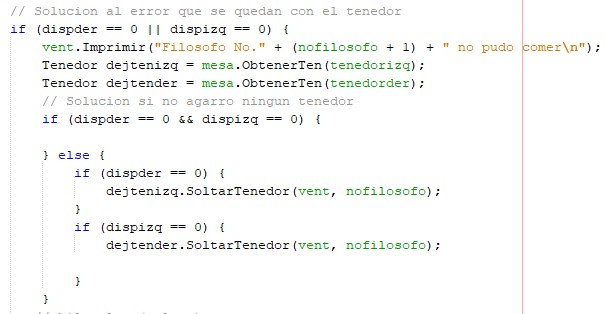 // Solucion al error que se quedan con el tenedor
if (dispder == 0 || dispizq == 0) {
vent.Imprimir("Filosofo No." + (nofilosofo + 1) + " no pudo comer\n");
Tenedor dejtenizq = mesa.ObtenerTen(tenedorizq);
Tenedor dejtender = mesa.ObtenerTen(tenedorder);
// Solucion si no agarro ningun tenedor
if (dispder == 0 && dispizq == 0) {
} else {
if (dispder == 0) {
dejtenizq.SoltarTenedor(vent, nofilosofo);
}
if (dispizq == 0) {
dejtender.SoltarTenedor(vent, nofilosofo);
}
}